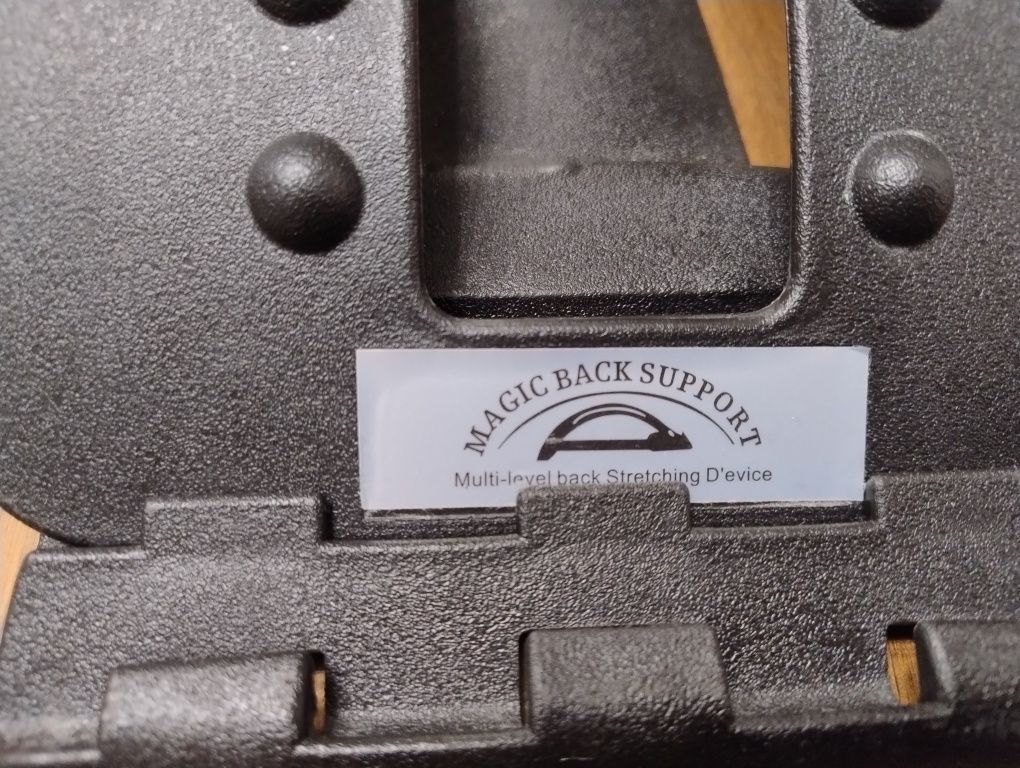 MAGIC BACK SUPPORT
Multi-level back Stretching D'evice